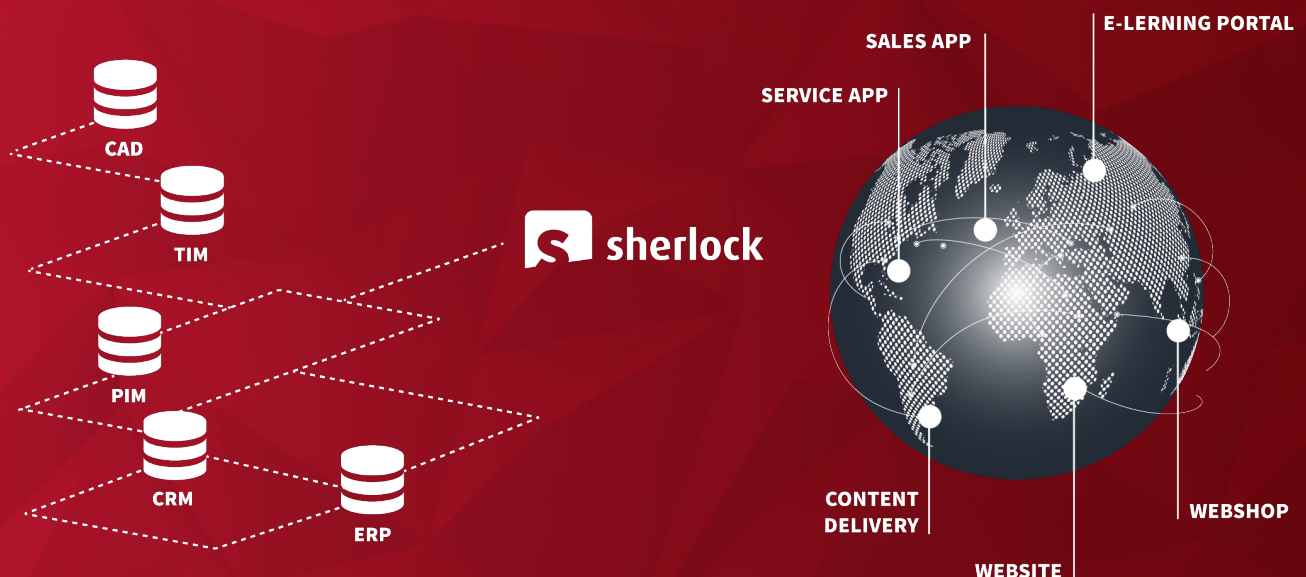 CAD
TIM
PIM
CRM
ERP
sherlock
SERVICE APP
SALES APP
E-LERNING PORTAL
CONTENT
DELIVERY
WEBSITE
WEBSHOP